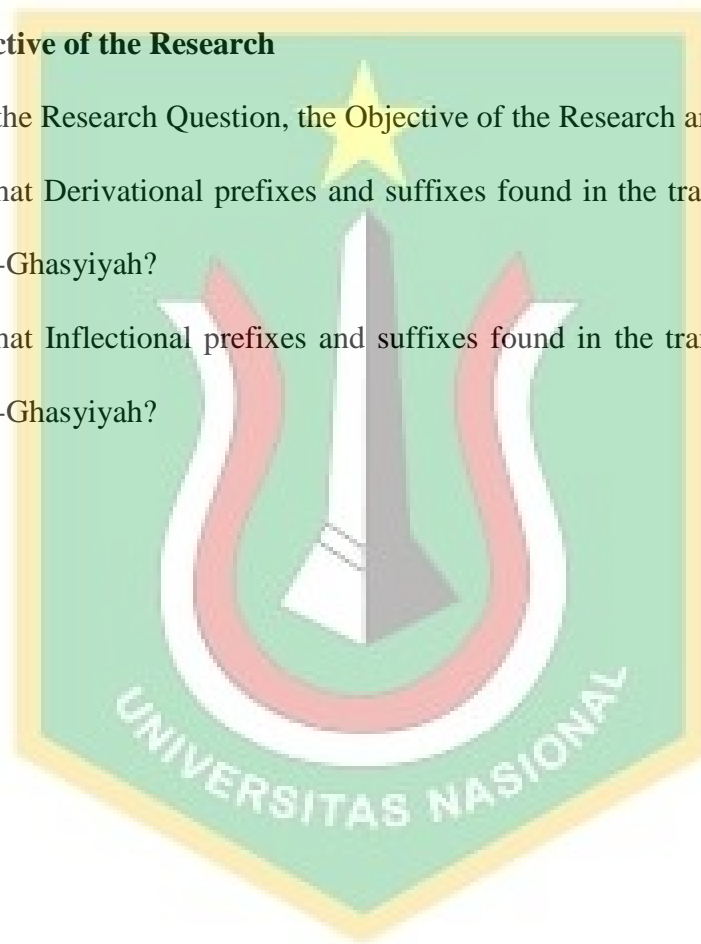 ctive of the Research
the Research Question, the Objective of the Research a
hat Derivational prefixes and suffixes found in the tra
-Ghasyiyah?
hat Inflectional prefixes and suffixes found in the tra
-Ghasyiyah?
UNIVERSITAS NASIONAL